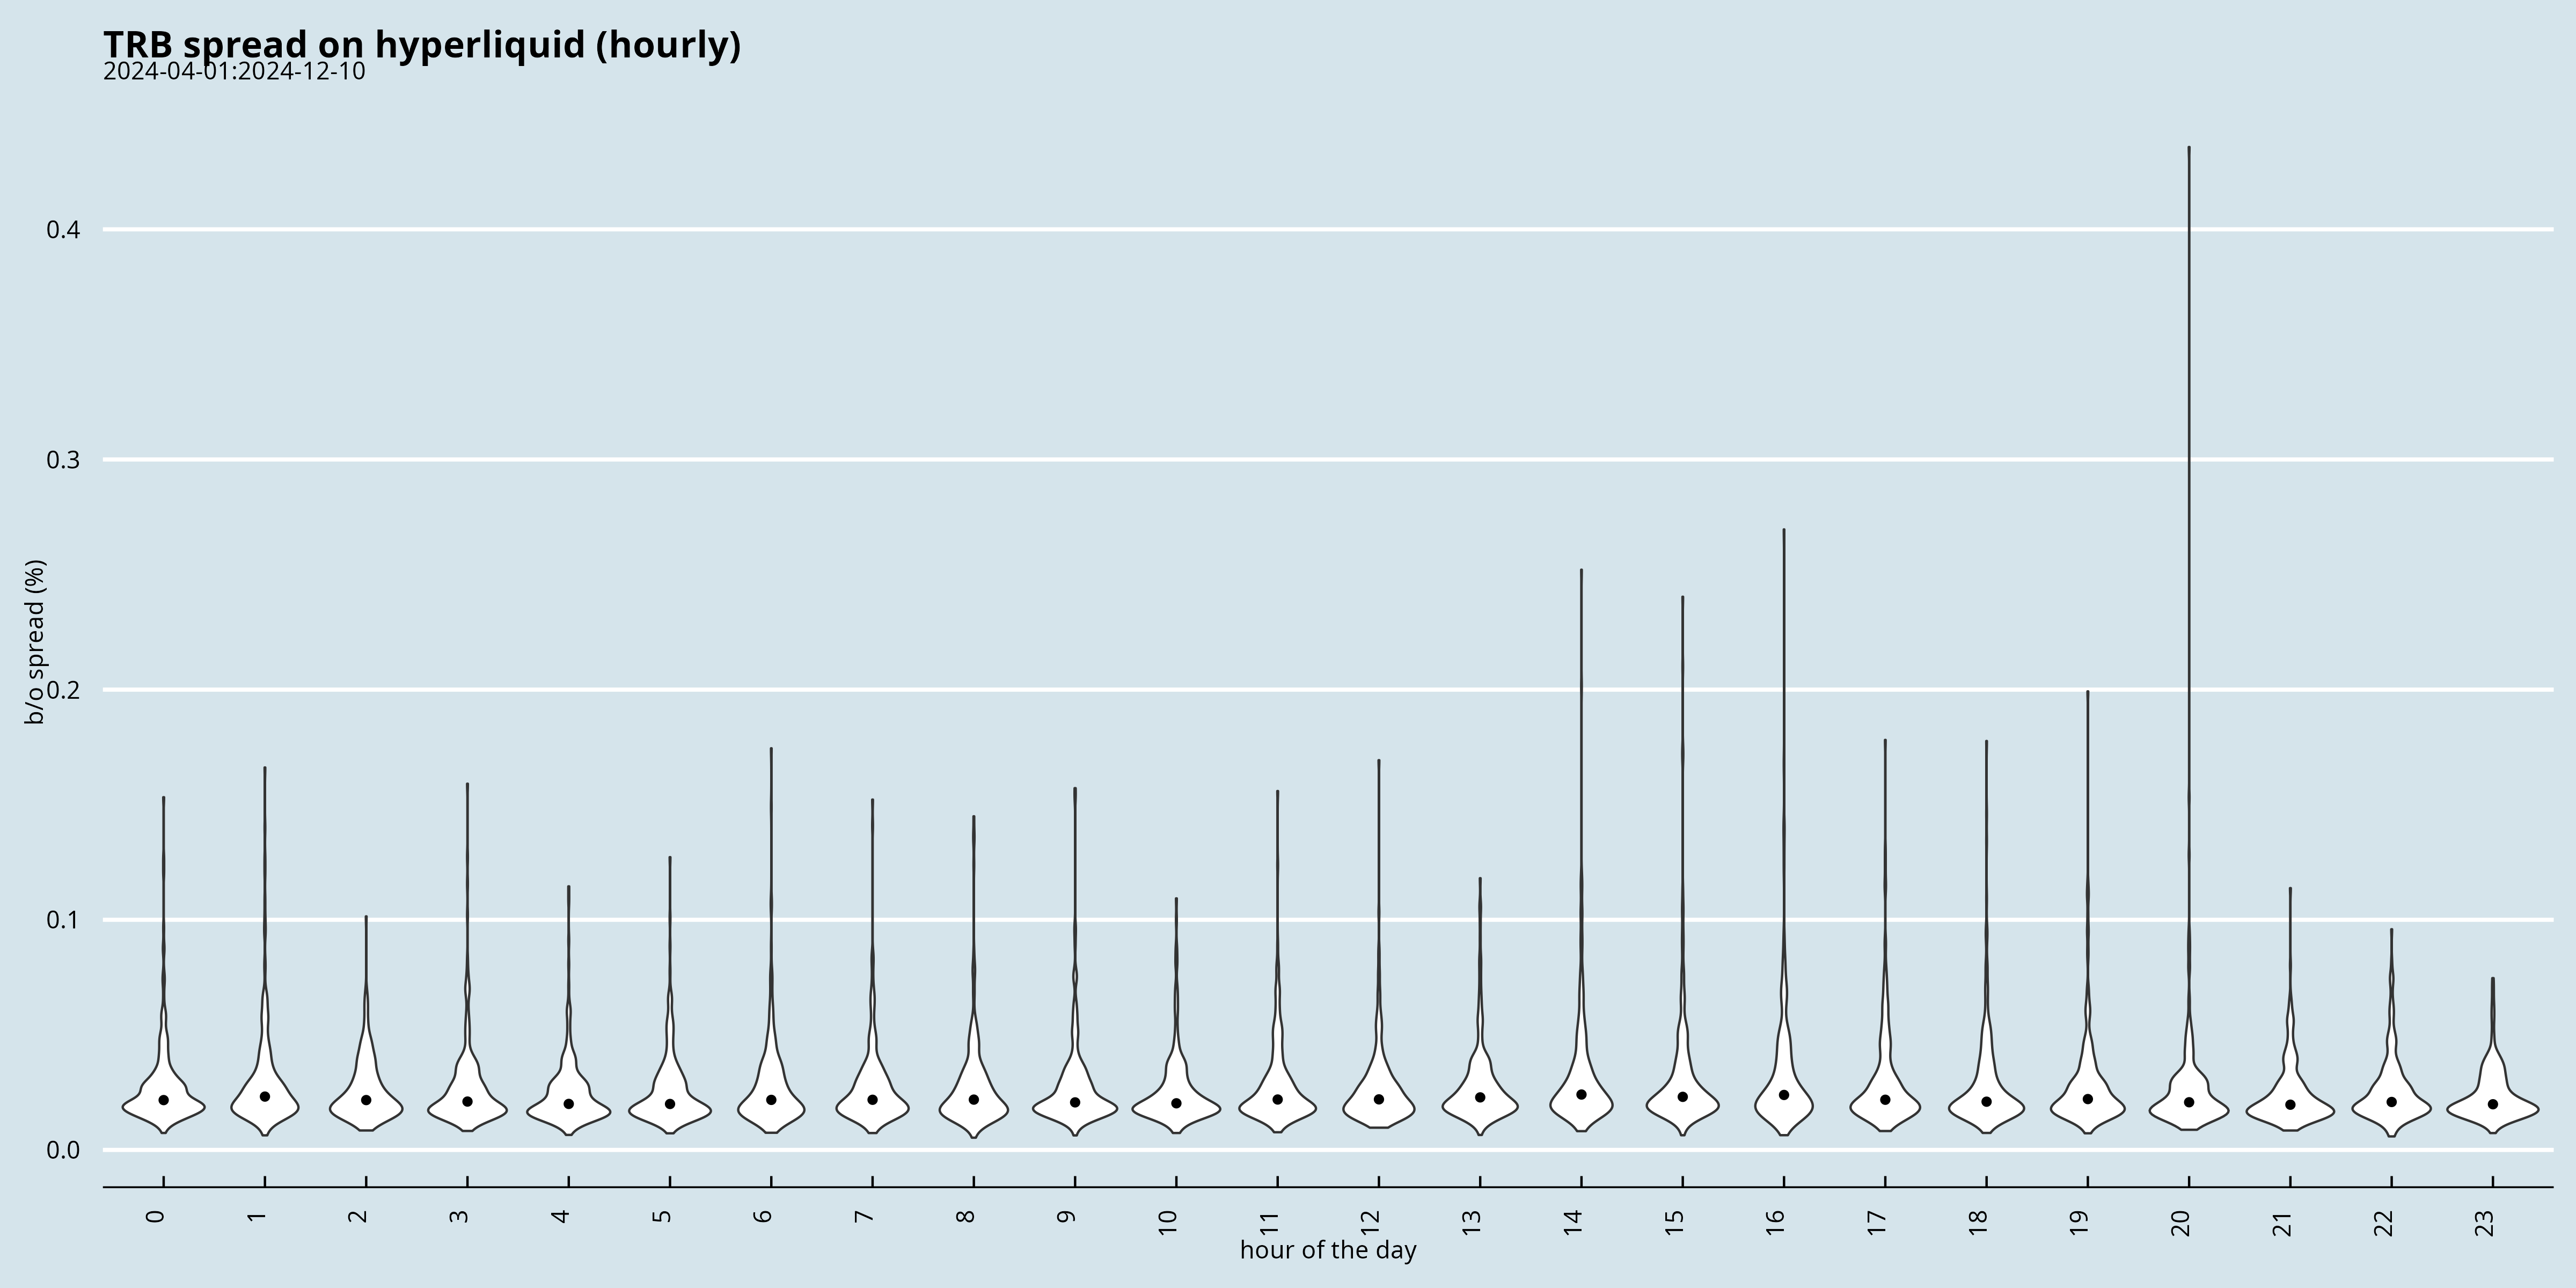 TRB spread on hyperliquid (hourly)
2024-04-01:2024-12-10
b/o spread (%)
0.4
0.3
0.2
0.1
0.0
0 1 2 3 4 5 6 7 8 9 10 11 12 13 14 15 16 17 18 19 20 21 22 23
hour of the day